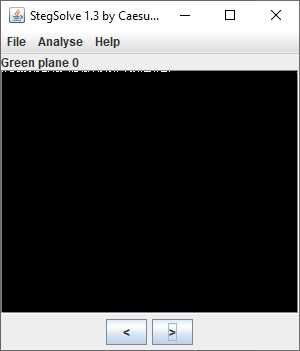 StegSolve 1.3 by Caesu...
File Analyse Help
Green plane 0
< >